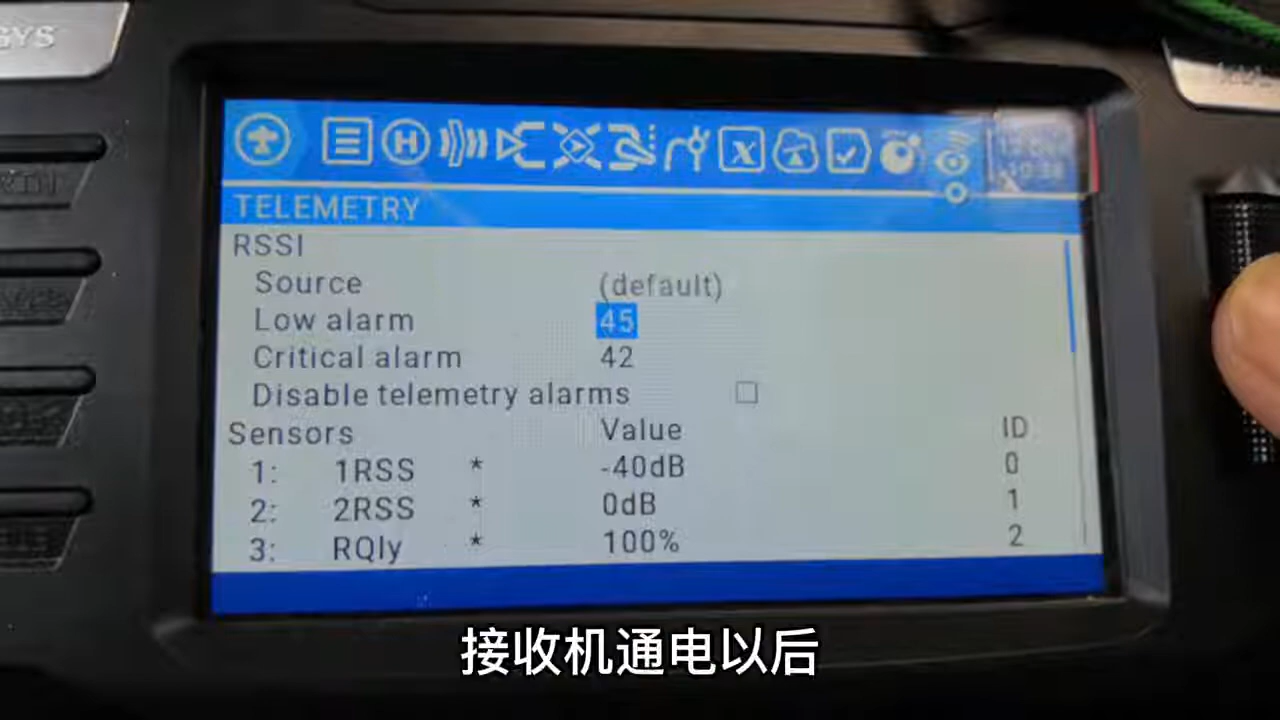 SYS
TELEMETRY
RSSI
Source (default)
Low alarm 45
Critical alarm 42
Disable telemetry alarms
Sensors Value ID
1: 1RSS * -40dB 0
2: 2RSS * 0dB 1
3: RQly * 100% 2
接收机通电以后